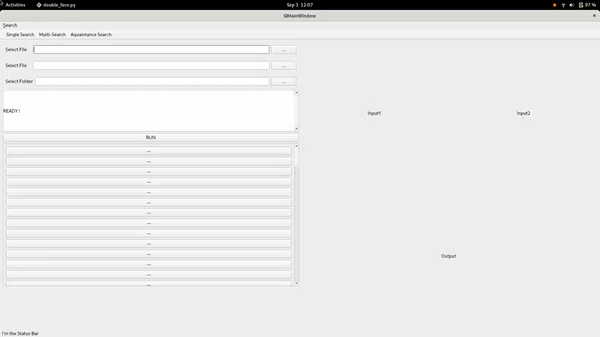 Activities double_face.py Sep 3 12:07 97 %
QMainWindow
Search
Single Search Multi-Search Aquaintance Search
Select File ...
Select File ...
Select Folder ...
READY !
RUN
...
...
...
...
...
...
...
...
...
...
...
...
...
...
Input1 Input2
Output
I'm the Status Bar